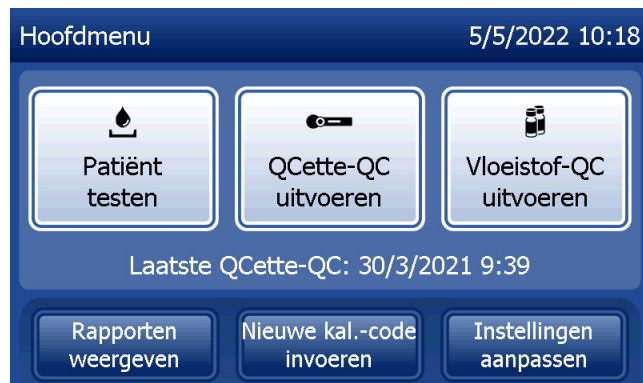 Hoofdmenu 5/5/2022 10:18
Patiënt
testen
QCette-QC
uitvoeren
Vloeistof-QC
uitvoeren
Laatste QCette-QC: 30/3/2021 9:39
Rapporten
weergeven
Nieuwe kal.-code
invoeren
Instellingen
aanpassen